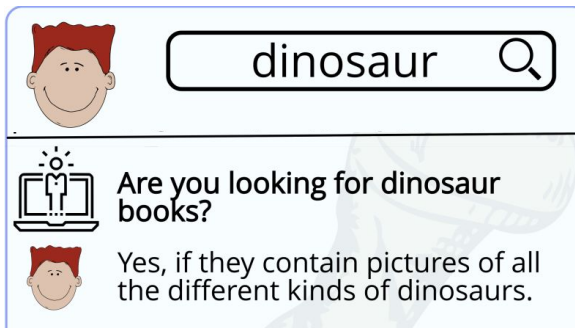 dinosaur
Are you looking for dinosaur
books?
Yes, if they contain pictures of all
the different kinds of dinosaurs.